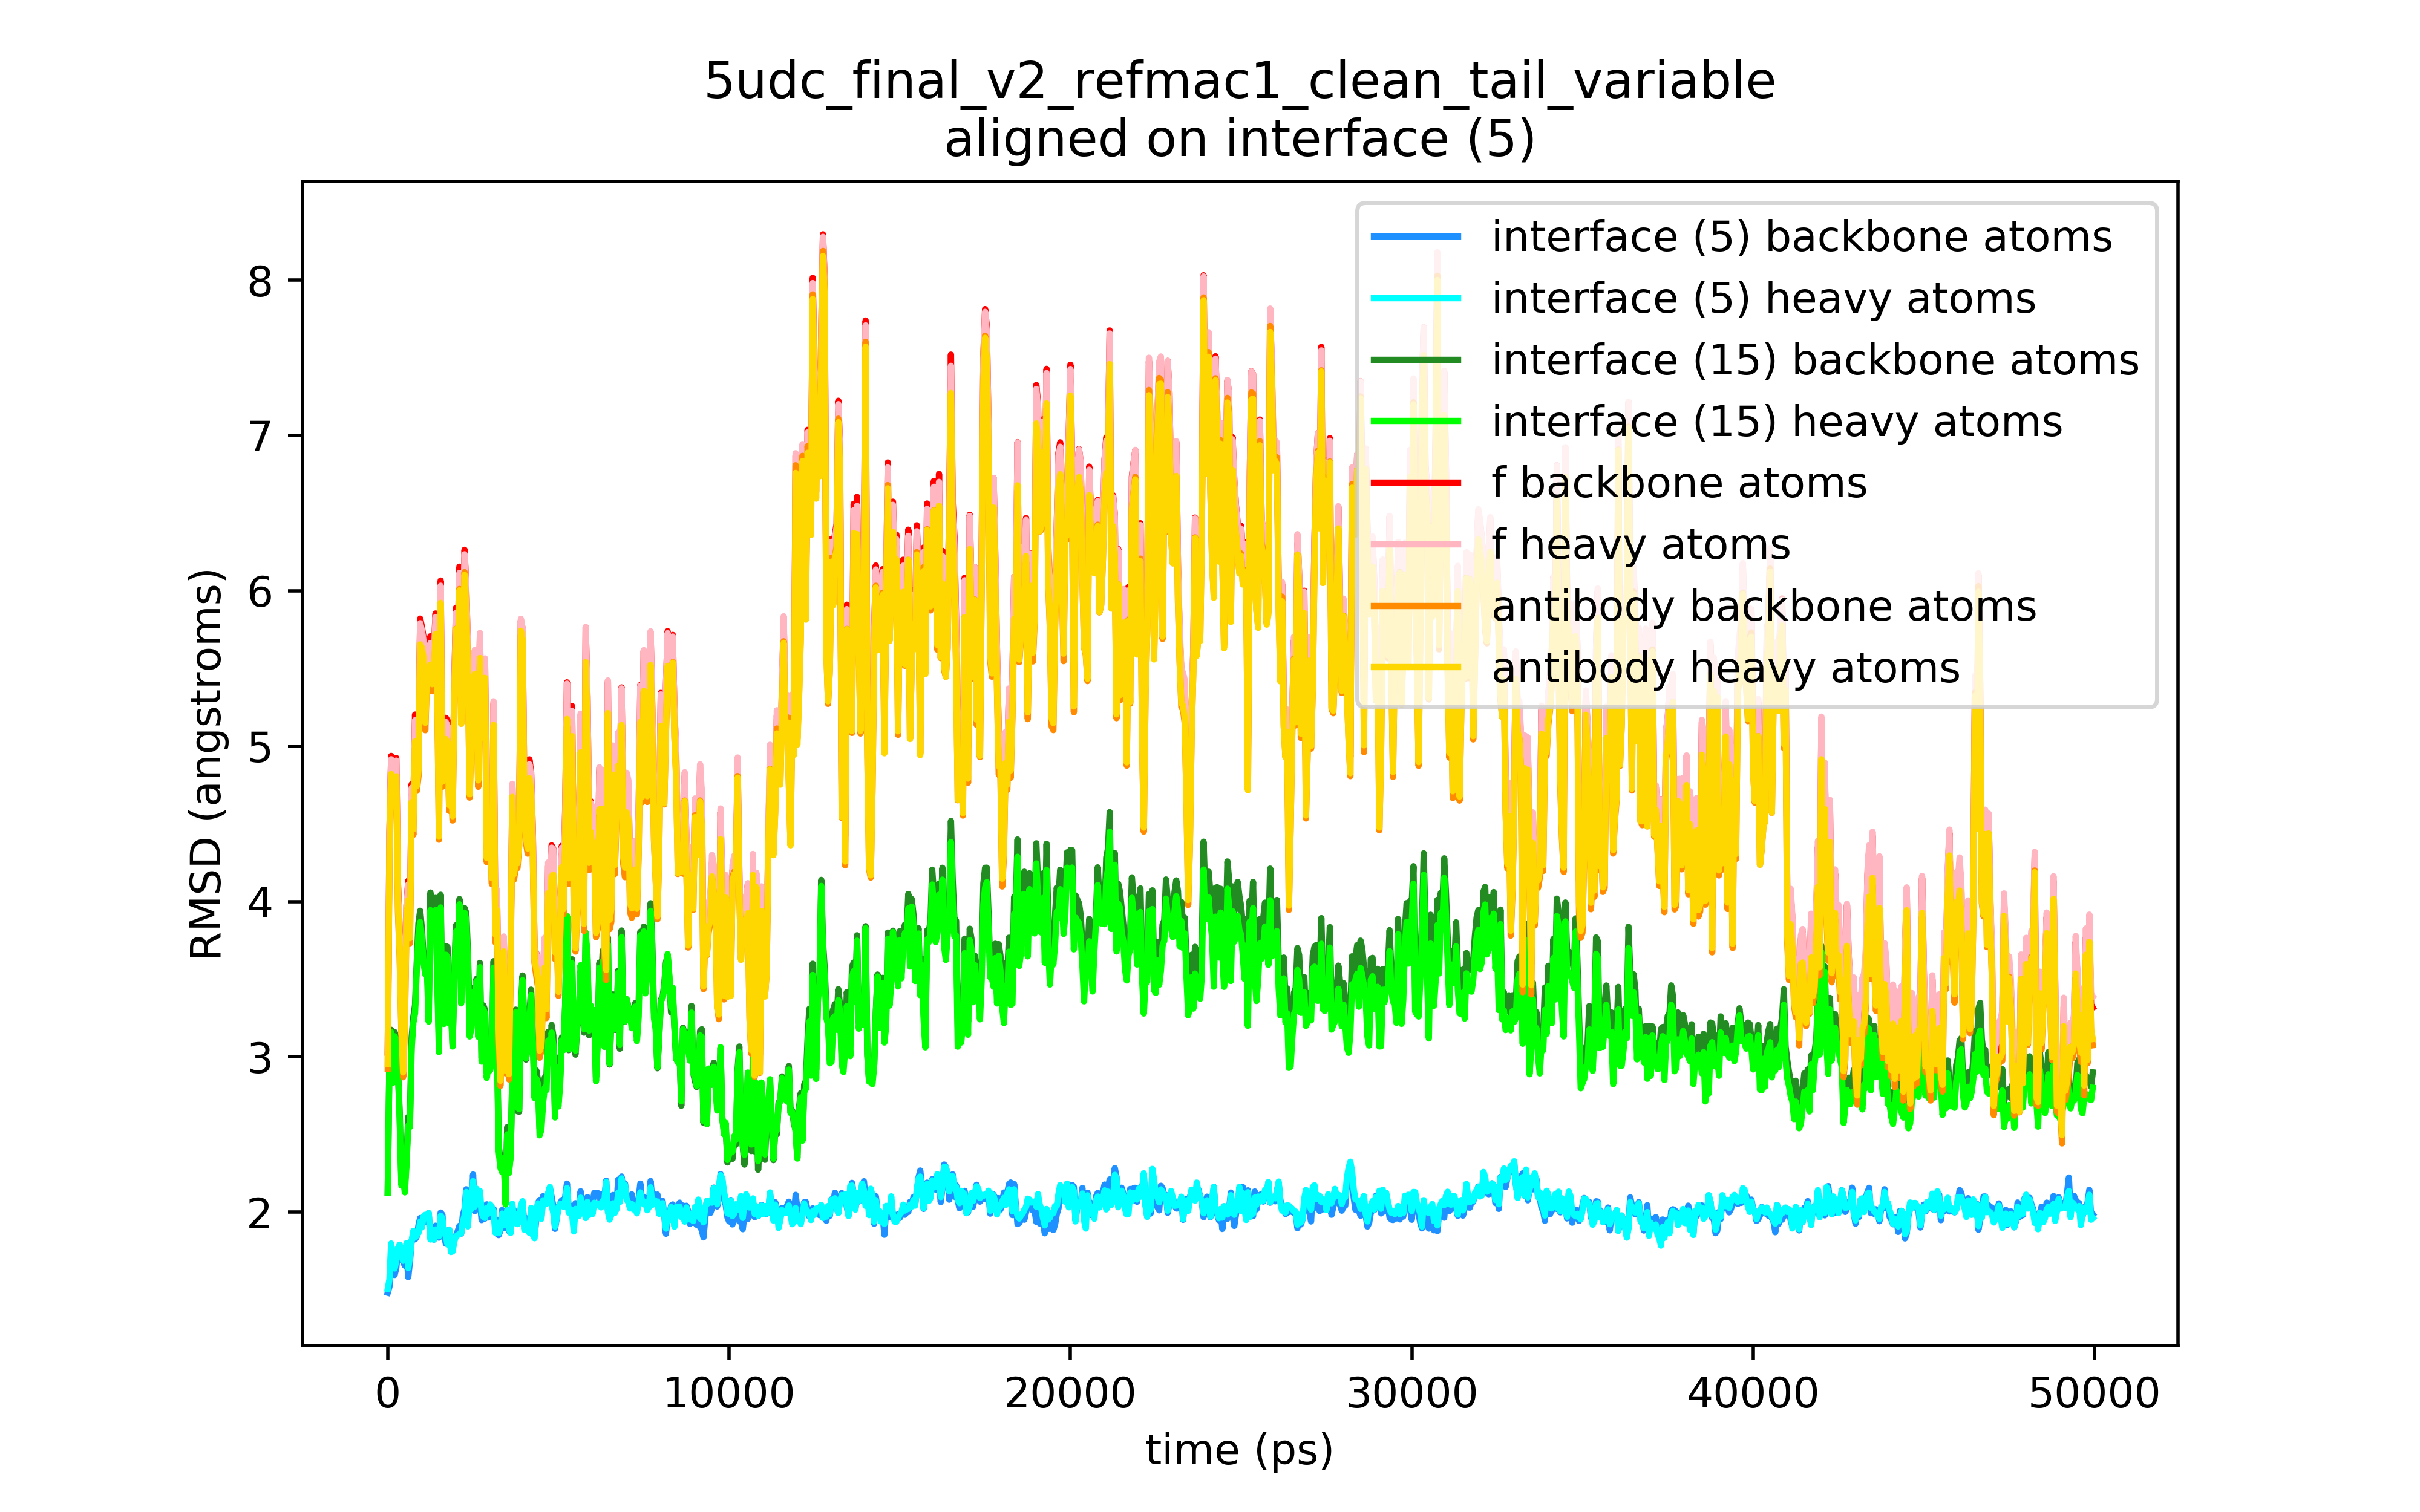 5udc_final_v2_refmac1_clean_tail_variable
aligned on interface (5)
interface (5) backbone atoms
interface (5) heavy atoms
interface (15) backbone atoms
interface (15) heavy atoms
f backbone atoms
f heavy atoms
antibody backbone atoms
antibody heavy atoms
RMSD (angstroms)
8
7
6
5
4
3
2
0
10000
20000
30000
40000
50000
time (ps)